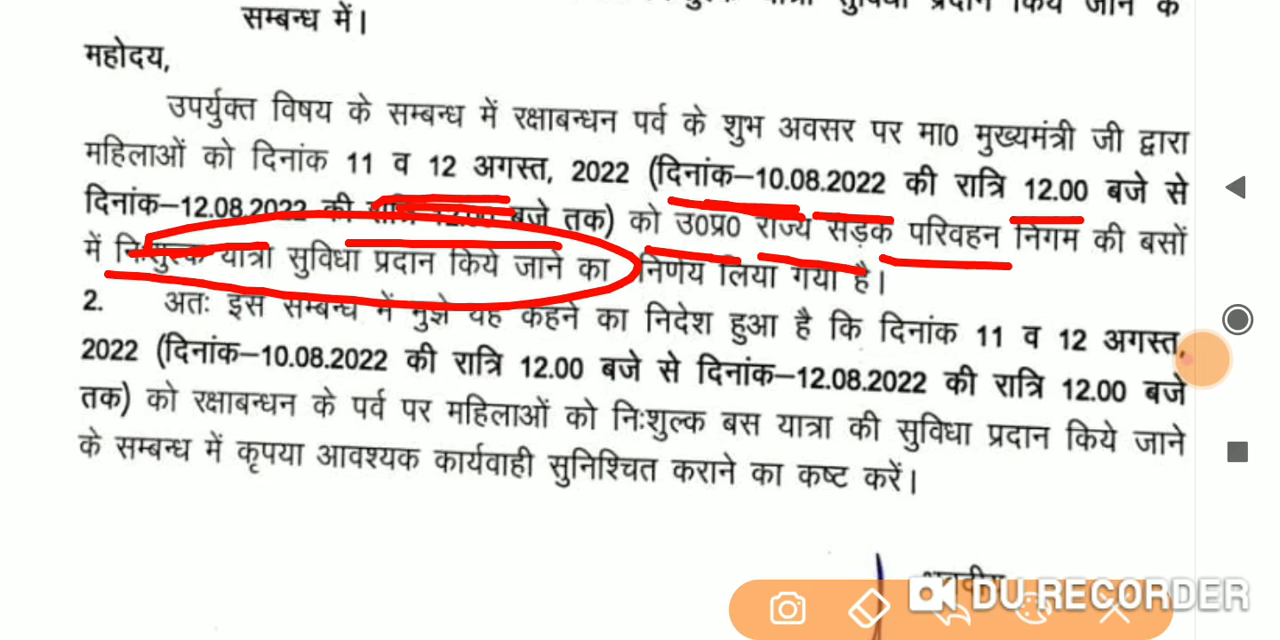 सुविधा प्रदान किये जाने के
सम्बन्ध में।
महोदय,
उपर्युक्त विषय के सम्बन्ध में रक्षाबन्धन पर्व के शुभ अवसर पर मा0 मुख्यमंत्री जी द्वारा
महिलाओं को दिनांक 11 व 12 अगस्त, 2022 (दिनांक–10.08.2022 की रात्रि 12.00 बजे से
दिनांक–12.08.2022 की रात्रि 12.00 बजे तक) को उ0प्र0 राज्य सड़क परिवहन निगम की बसों
में निःशुल्क यात्रा सुविधा प्रदान किये जाने का निर्णय लिया गया है।
2. अतः इस सम्बन्ध में मुझे यह कहने का निदेश हुआ है कि दिनांक 11 व 12 अगस्त,
2022 (दिनांक–10.08.2022 की रात्रि 12.00 बजे से दिनांक–12.08.2022 की रात्रि 12.00 बजे
तक) को रक्षाबन्धन के पर्व पर महिलाओं को निःशुल्क बस यात्रा की सुविधा प्रदान किये जाने
के सम्बन्ध में कृपया आवश्यक कार्यवाही सुनिश्चित कराने का कष्ट करें।
DU RECORDER